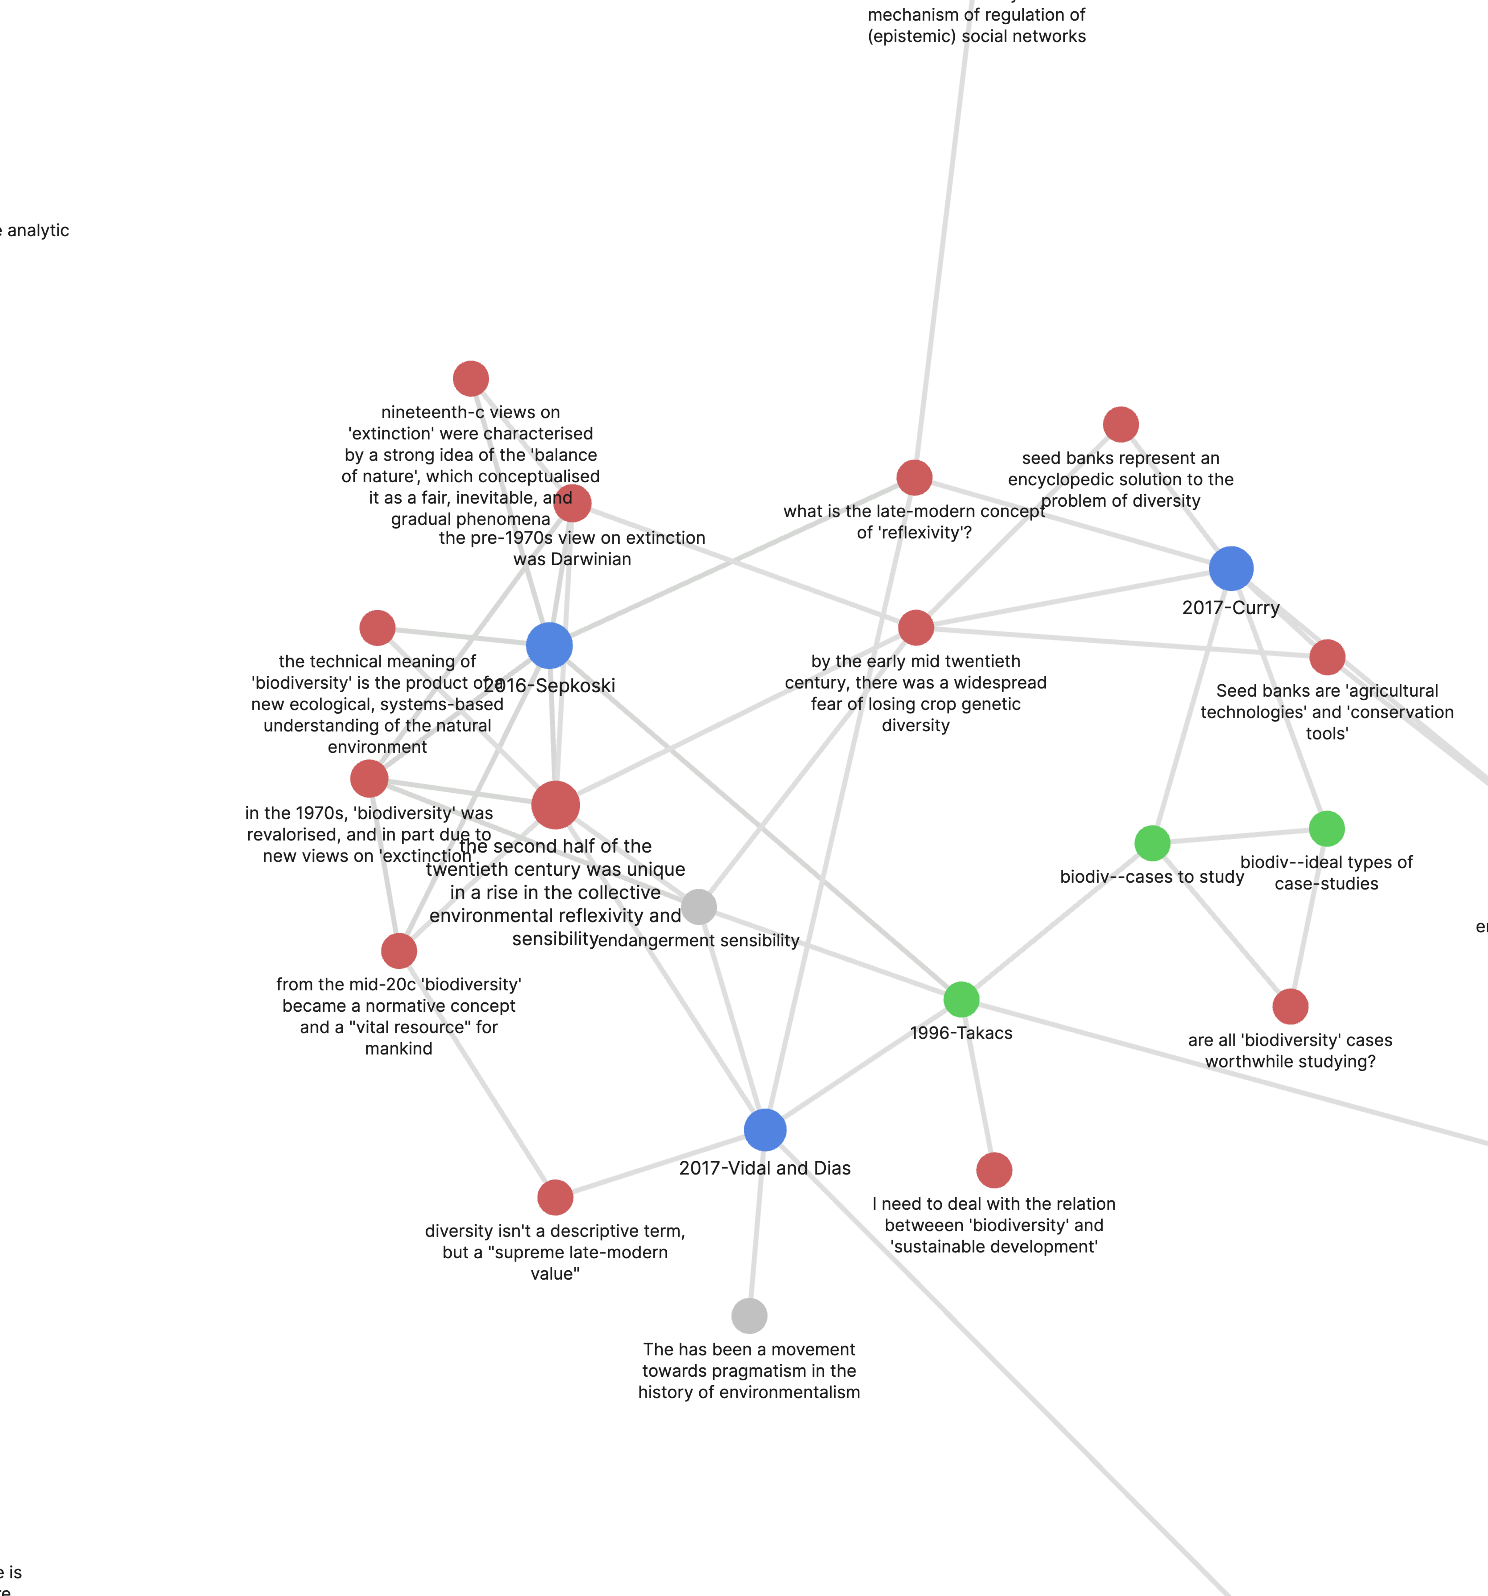 mechanism of regulation of
(epistemic) social networks
analytic
nineteenth-c views on
'extinction' were characterised
by a strong idea of the 'balance
of nature', which conceptualised
it as a fair, inevitable, and
gradual phenomena
the pre-1970s view on extinction
was Darwinian
what is the late-modern concept
of 'reflexivity'?
seed banks represent an
encyclopedic solution to the
problem of diversity
2017-Curry
the technical meaning of
'biodiversity' is the product of a
new ecological, systems-based
understanding of the natural
environment
2016-Sepkoski
by the early mid twentieth
century, there was a widespread
fear of losing crop genetic
diversity
Seed banks are 'agricultural
technologies' and 'conservation
tools'
in the 1970s, 'biodiversity' was
revalorised, and in part due to
new views on 'exctinction'
the second half of the
twentieth century was unique
in a rise in the collective
environmental reflexivity and
sensibility
endangerment sensibility
biodiv--cases to study
biodiv--ideal types of
case-studies
from the mid-20c 'biodiversity'
became a normative concept
and a "vital resource" for
mankind
1996-Takacs
are all 'biodiversity' cases
worthwhile studying?
2017-Vidal and Dias
diversity isn't a descriptive term,
but a "supreme late-modern
value"
I need to deal with the relation
betweeen 'biodiversity' and
'sustainable development'
The has been a movement
towards pragmatism in the
history of environmentalism
is